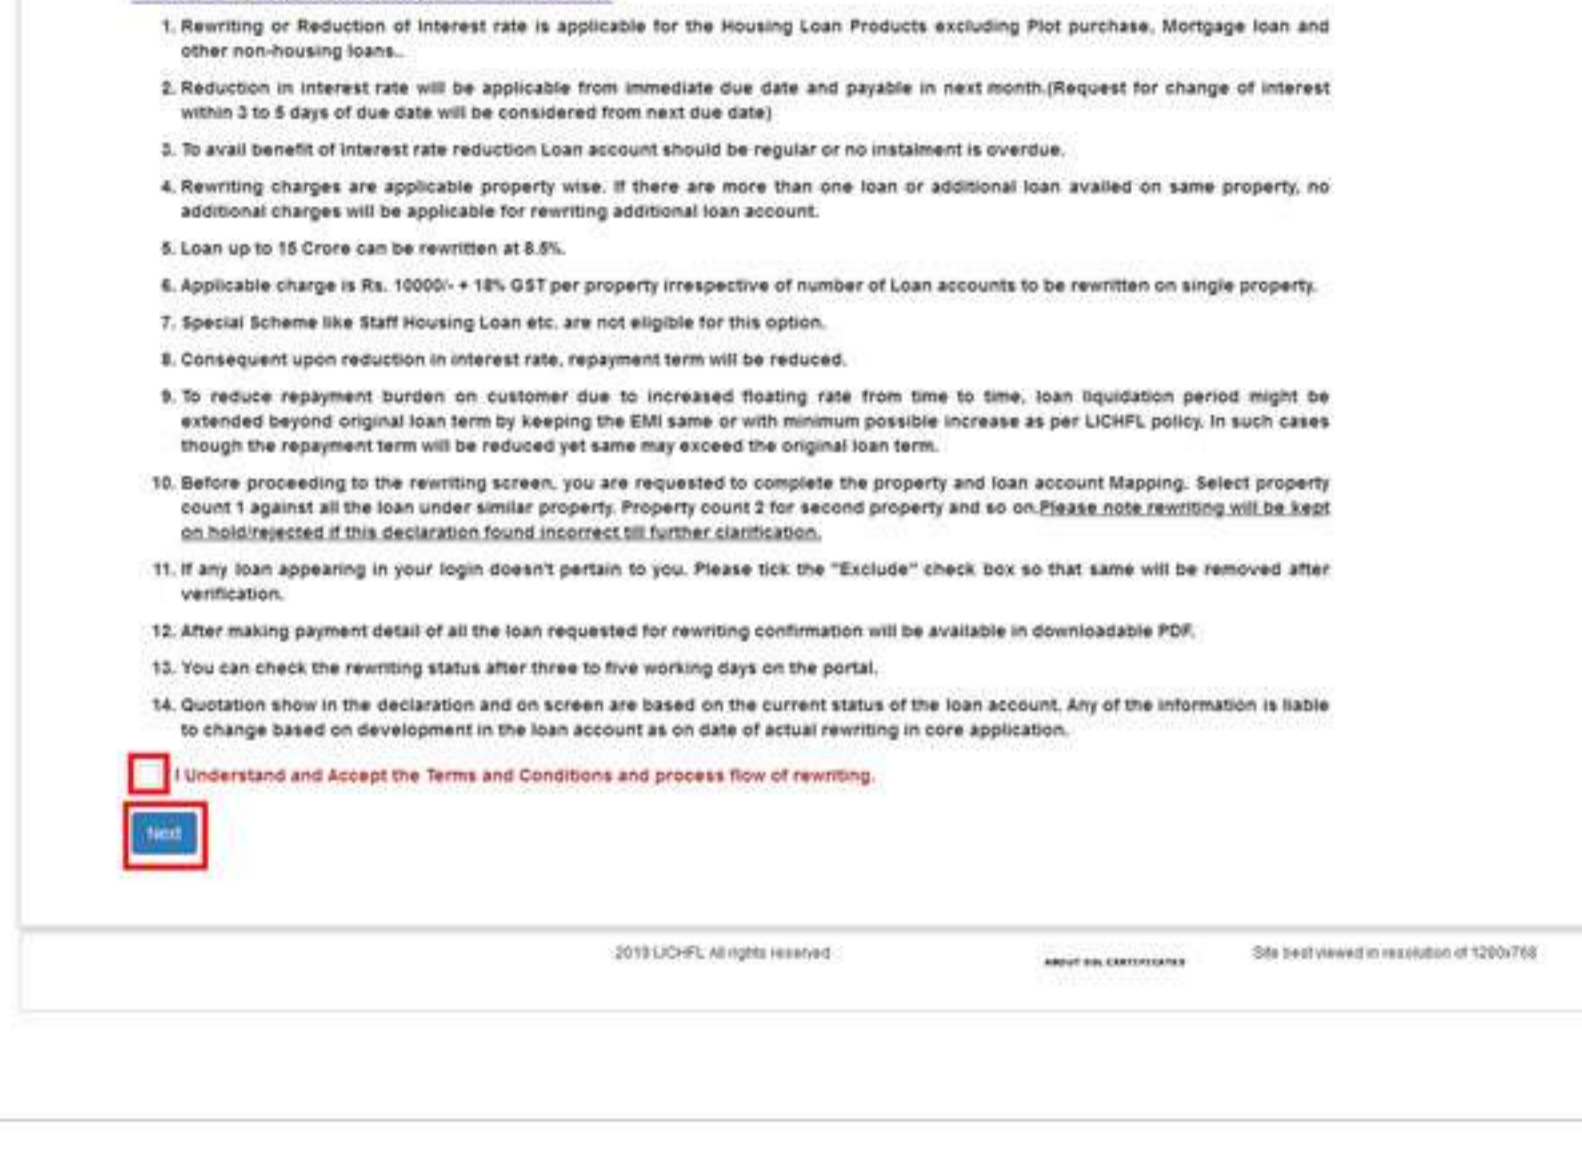 1. Rewriting or Reduction of Interest rate is applicable for the Housing Loan Products excluding Plot purchase, Mortgage loan and
other non-housing loans..
2. Reduction in interest rate will be applicable from immediate due date and payable in next month.(Request for change of interest
within 3 to 5 days of due date will be considered from next due date)
3. To avail benefit of interest rate reduction Loan account should be regular or no instalment is overdue.
4. Rewriting charges are applicable property wise. If there are more than one loan or additional loan availed on same property, no
additional charges will be applicable for rewriting additional loan account.
5. Loan up to 15 Crore can be rewritten at 8.5%.
6. Applicable charge is Rs. 10000/- + 18% GST per property irrespective of number of Loan accounts to be rewritten on single property.
7. Special Scheme like Staff Housing Loan etc. are not eligible for this option.
8. Consequent upon reduction in interest rate, repayment term will be reduced.
9. To reduce repayment burden on customer due to increased floating rate from time to time, loan liquidation period might be
extended beyond original loan term by keeping the EMI same or with minimum possible increase as per LICHFL policy. In such cases
though the repayment term will be reduced yet same may exceed the original loan term.
10. Before proceeding to the rewriting screen, you are requested to complete the property and loan account Mapping. Select property
count 1 against all the loan under similar property. Property count 2 for second property and so on.Please note rewriting will be kept
on hold/rejected if this declaration found incorrect till further clarification.
11. If any loan appearing in your login doesn't pertain to you. Please tick the "Exclude" check box so that same will be removed after
verification.
12. After making payment detail of all the loan requested for rewriting confirmation will be available in downloadable PDF.
13. You can check the rewriting status after three to five working days on the portal.
14. Quotation show in the declaration and on screen are based on the current status of the loan account. Any of the information is liable
to change based on development in the loan account as on date of actual rewriting in core application.
I Understand and Accept the Terms and Conditions and process flow of rewriting.
Next
2019 LICHFL All rights reserved
ABOUT SSL CERTIFICATES
Site best viewed in resolution of 1280x768